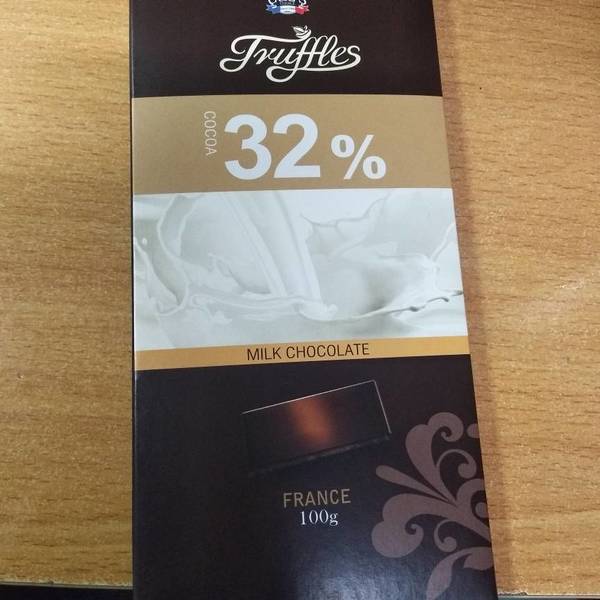 Truffles
COCOA
32%
MILK CHOCOLATE
FRANCE
100g